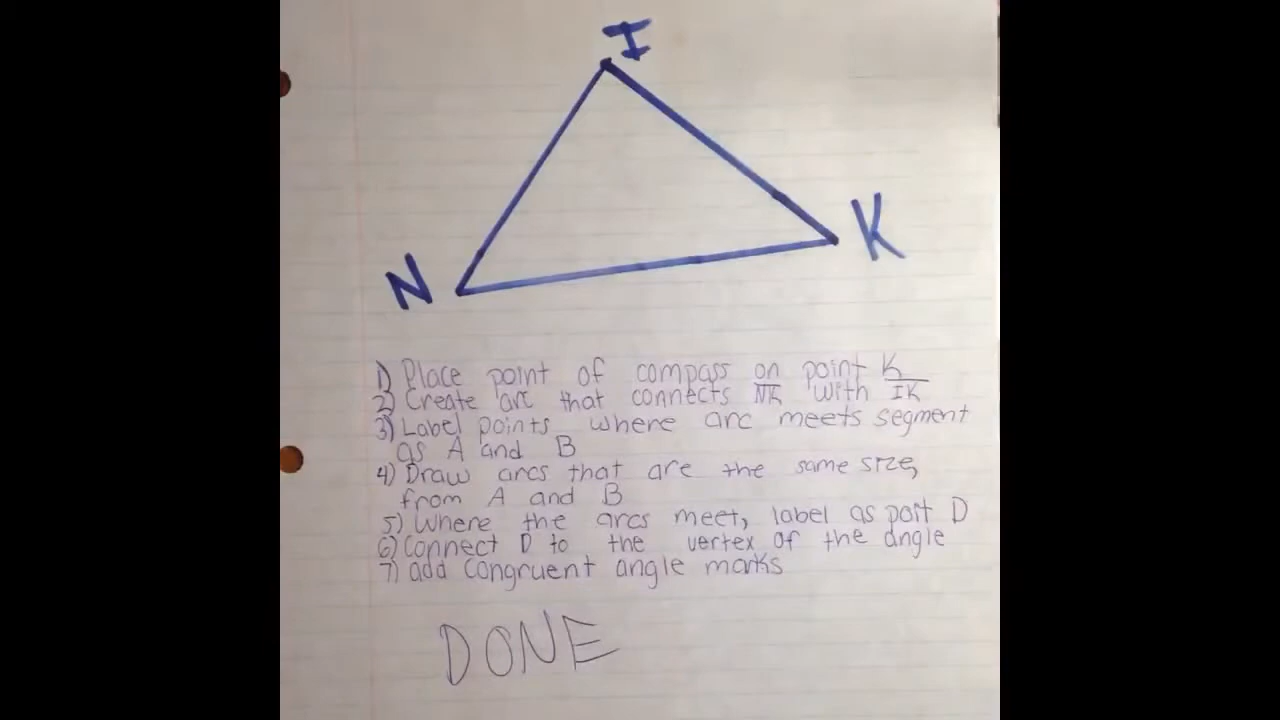 I
K
N
1) Place point of compass on point K
2) Create arc that connects NK with IK
3) Label points where arc meets segment
as A and B
4) Draw arcs that are the same size,
from A and B
5) Where the arcs meet, label as poit D
6) Connect D to the vertex of the angle
7) add congruent angle marks
DONE